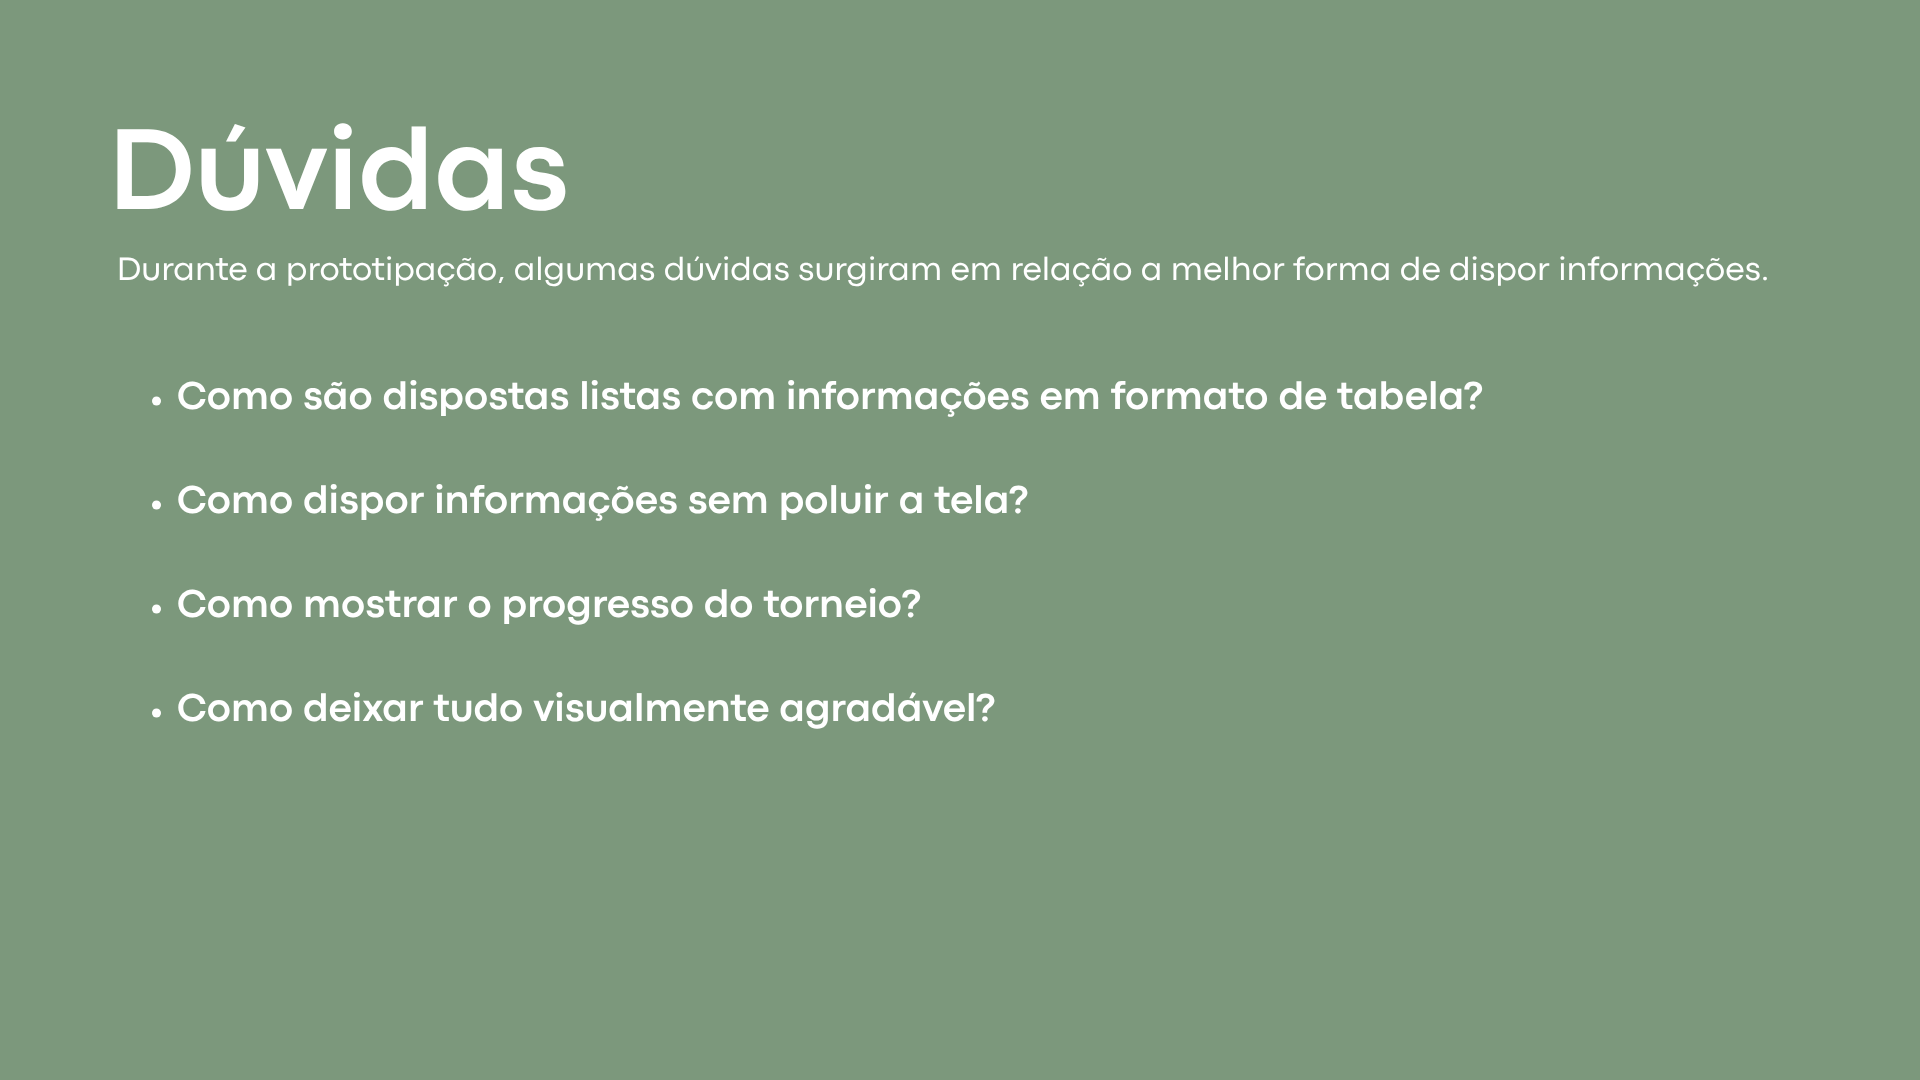 Dúvidas
Durante a prototipação, algumas dúvidas surgiram em relação a melhor forma de dispor informações.
• Como são dispostas listas com informações em formato de tabela?
• Como dispor informações sem poluir a tela?
• Como mostrar o progresso do torneio?
• Como deixar tudo visualmente agradável?